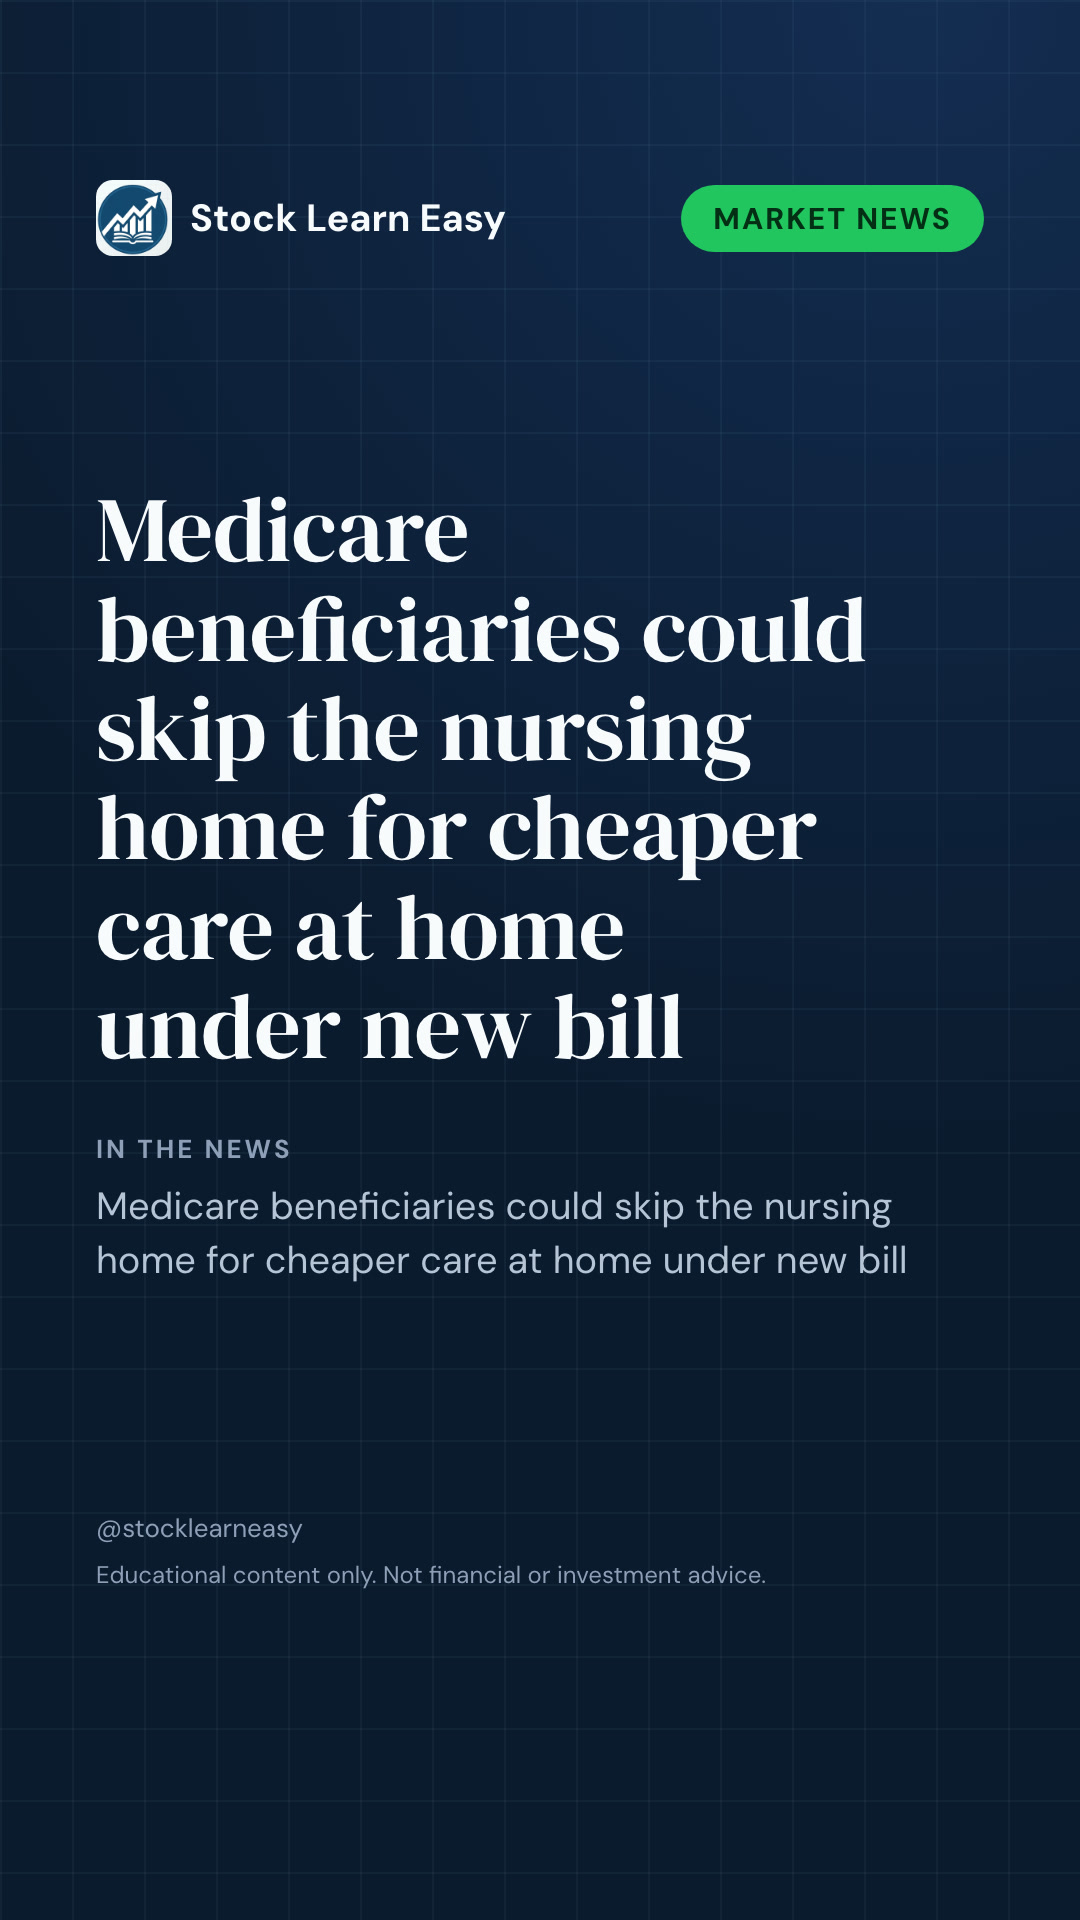 Stock Learn Easy
MARKET NEWS
Medicare
beneficiaries could
skip the nursing
home for cheaper
care at home
under new bill
IN THE NEWS
Medicare beneficiaries could skip the nursing
home for cheaper care at home under new bill
@stocklearneasy
Educational content only. Not financial or investment advice.